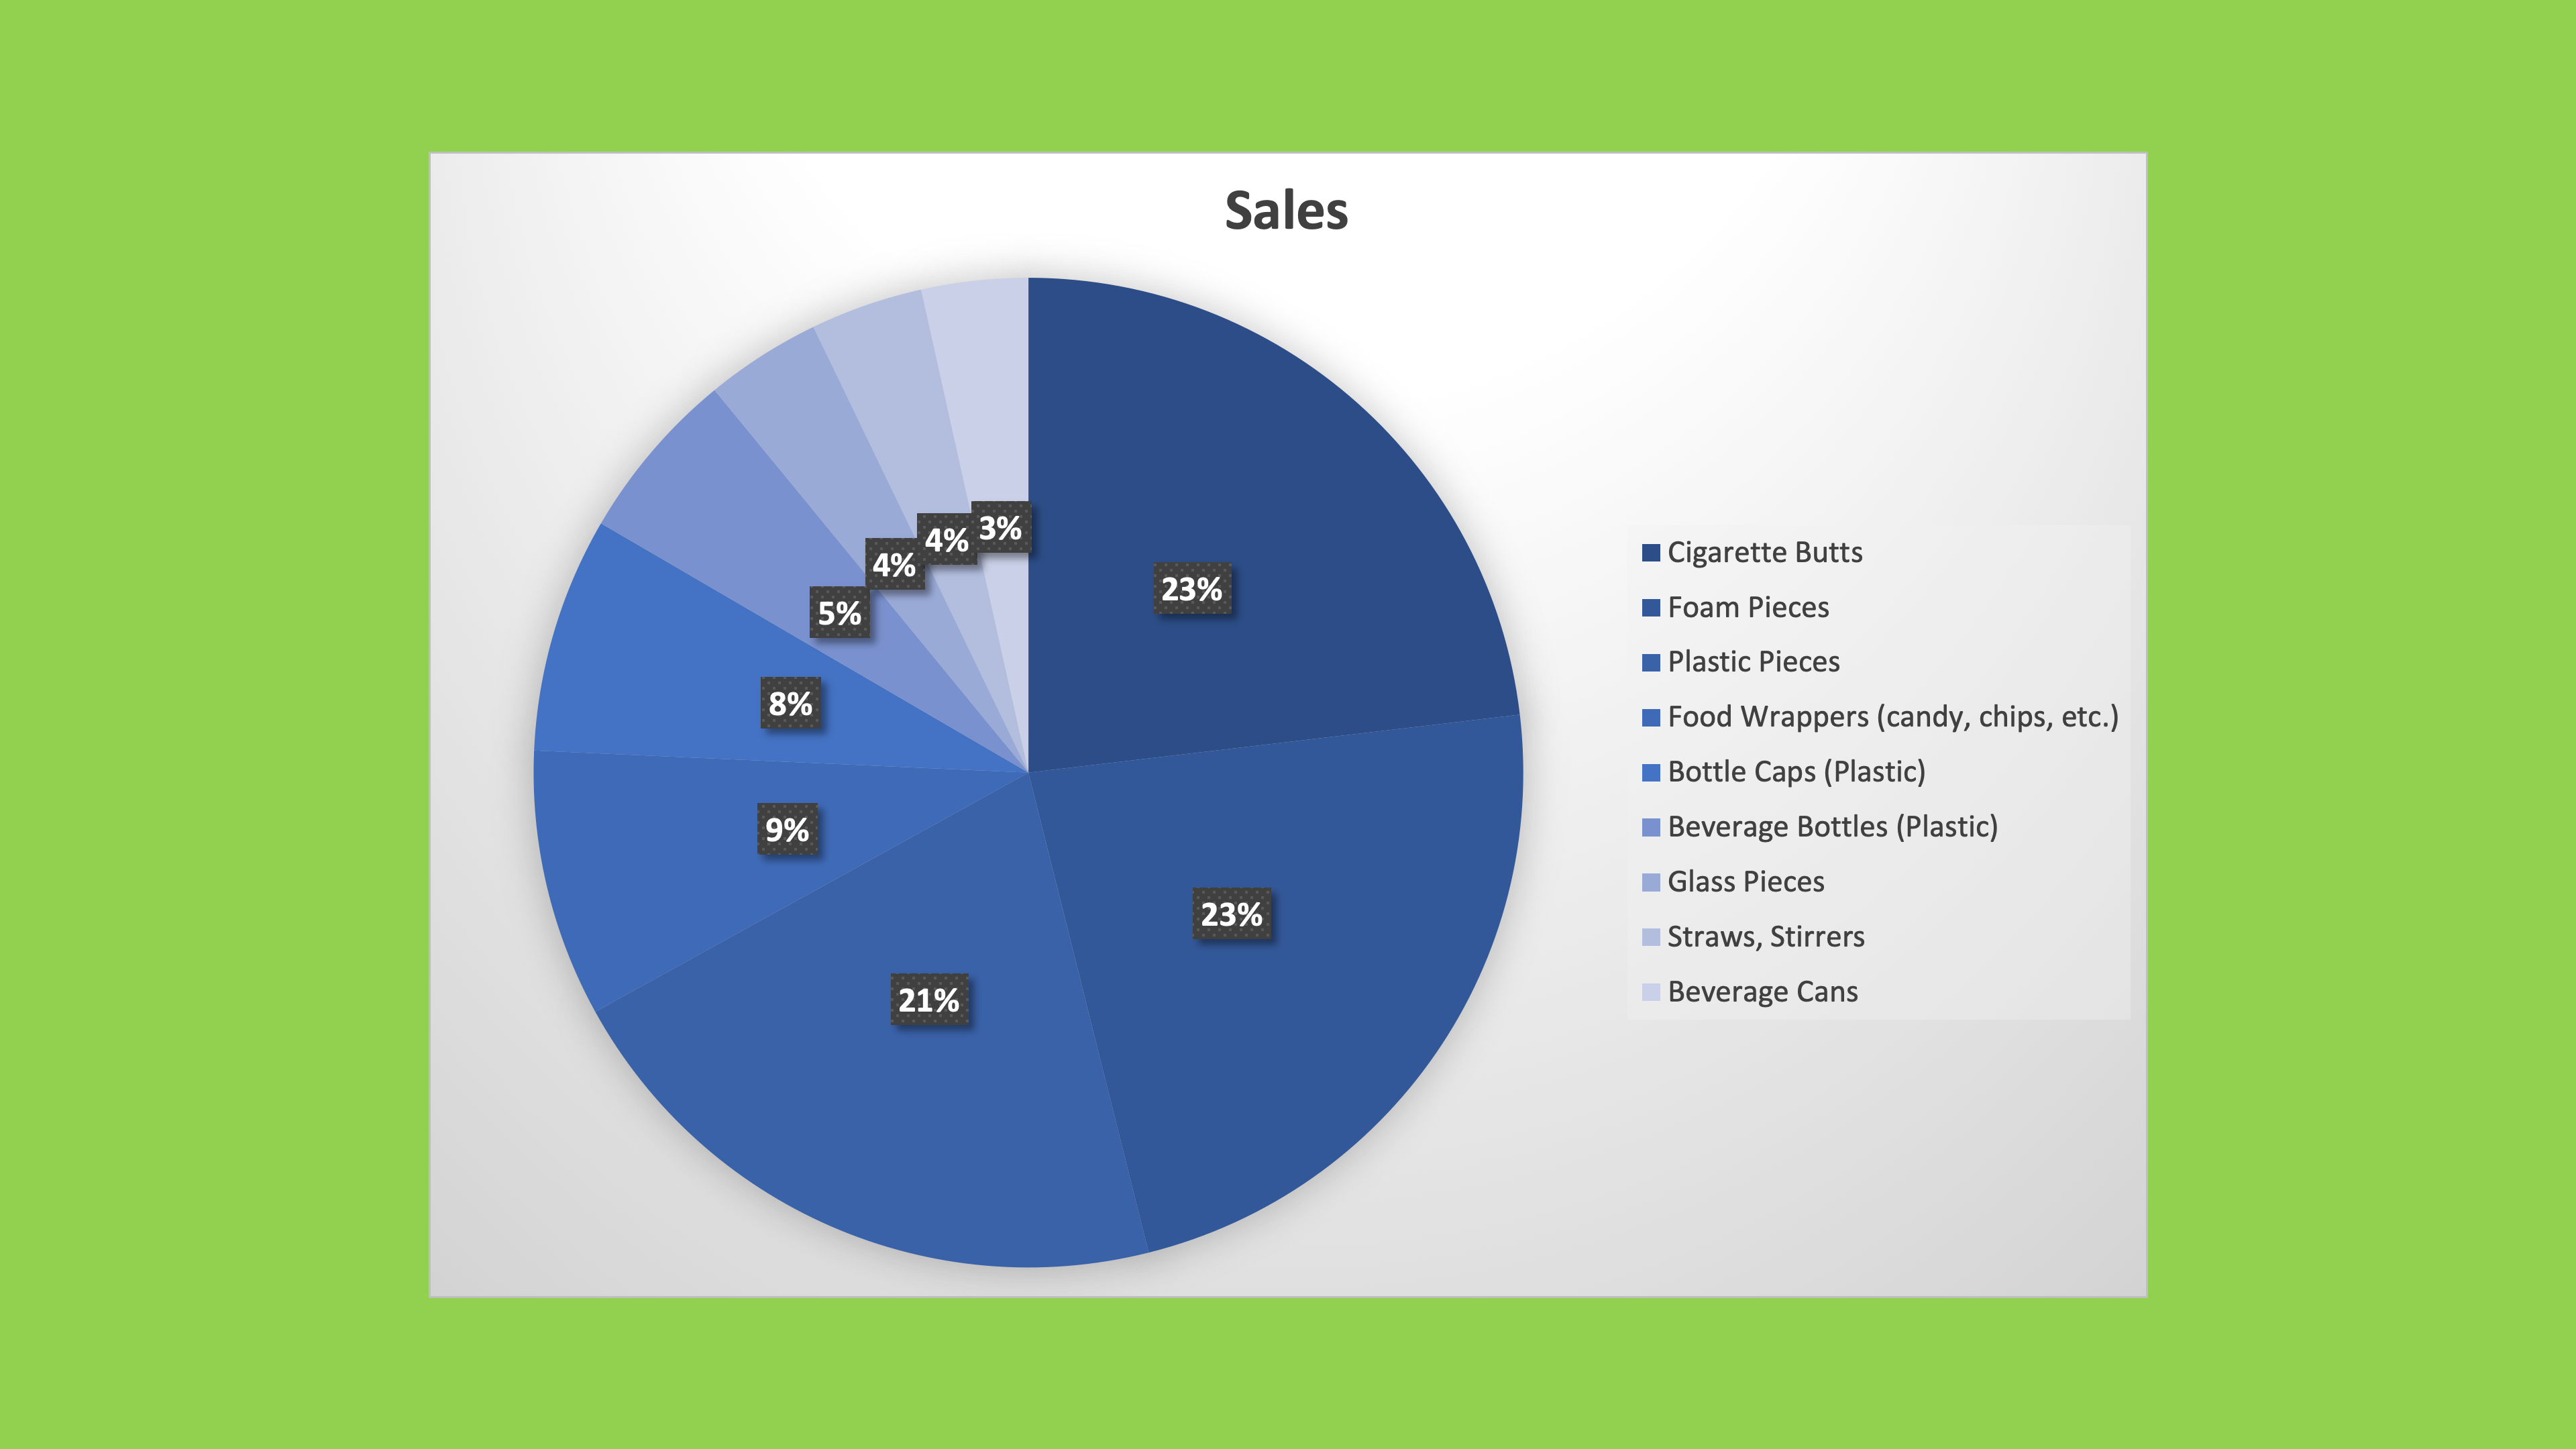 Sales
23%
23%
21%
9%
8%
5%
4%
4%
3%
Cigarette Butts
Foam Pieces
Plastic Pieces
Food Wrappers (candy, chips, etc.)
Bottle Caps (Plastic)
Beverage Bottles (Plastic)
Glass Pieces
Straws, Stirrers
Beverage Cans